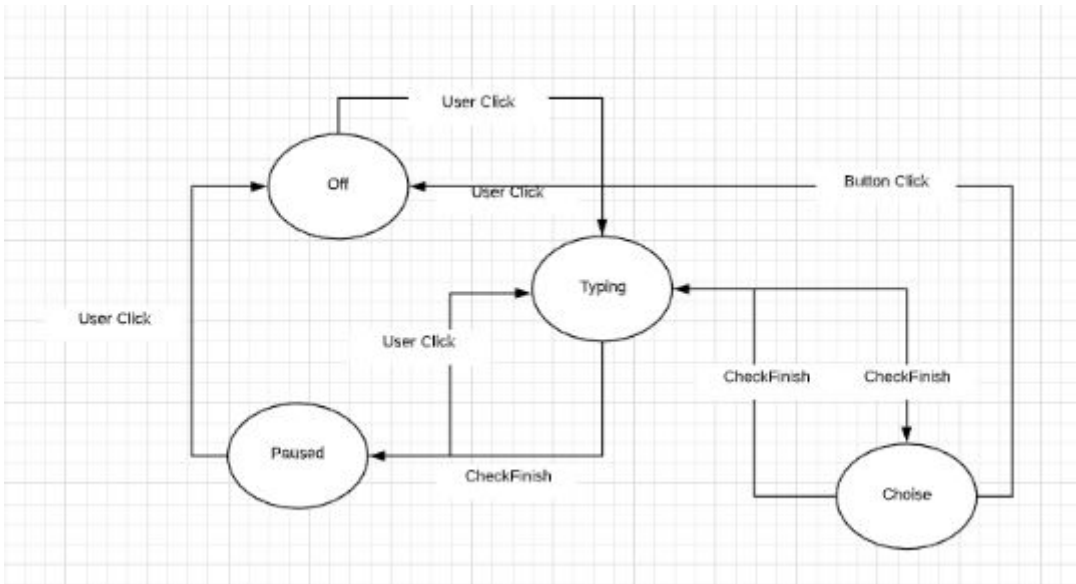 User Click
Off
User Click
Button Click
Typing
User Click
User Click
CheckFinish
CheckFinish
Paused
CheckFinish
Choise